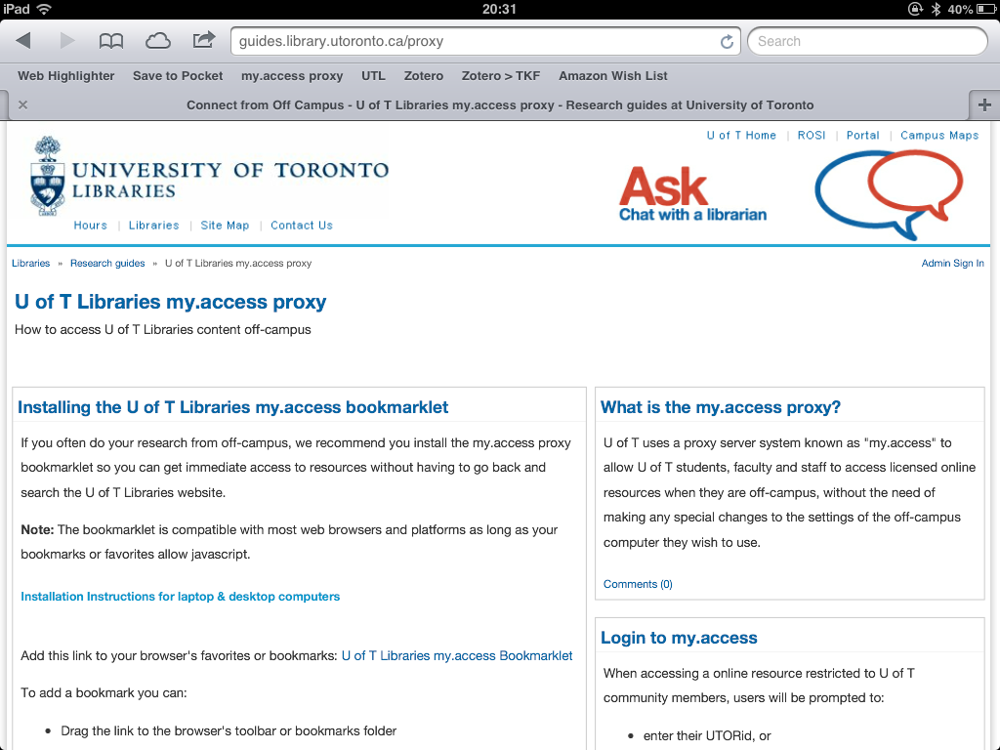 iPad 20:31 40%
guides.library.utoronto.ca/proxy Search
Web Highlighter Save to Pocket my.access proxy UTL Zotero Zotero > TKF Amazon Wish List
Connect from Off Campus - U of T Libraries my.access proxy - Research guides at University of Toronto
U of T Home | ROSI | Portal | Campus Maps
UNIVERSITY OF TORONTO
LIBRARIES
Ask
Chat with a librarian
Hours | Libraries | Site Map | Contact Us
Libraries » Research guides » U of T Libraries my.access proxy
Admin Sign In
U of T Libraries my.access proxy
How to access U of T Libraries content off-campus
Installing the U of T Libraries my.access bookmarklet
If you often do your research from off-campus, we recommend you install the my.access proxy
bookmarklet so you can get immediate access to resources without having to go back and
search the U of T Libraries website.
Note: The bookmarklet is compatible with most web browsers and platforms as long as your
bookmarks or favorites allow javascript.
Installation Instructions for laptop & desktop computers
Add this link to your browser's favorites or bookmarks: U of T Libraries my.access Bookmarklet
To add a bookmark you can:
• Drag the link to the browser's toolbar or bookmarks folder
What is the my.access proxy?
U of T uses a proxy server system known as "my.access" to
allow U of T students, faculty and staff to access licensed online
resources when they are off-campus, without the need of
making any special changes to the settings of the off-campus
computer they wish to use.
Comments (0)
Login to my.access
When accessing a online resource restricted to U of T
community members, users will be prompted to:
• enter their UTORid, or